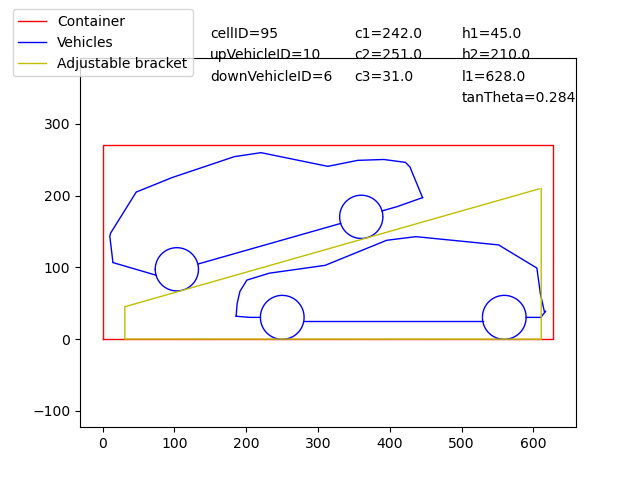 Container
Vehicles
Adjustable bracket
cellID=95 c1=242.0 h1=45.0
upVehicleID=10 c2=251.0 h2=210.0
downVehicleID=6 c3=31.0 l1=628.0
tanTheta=0.284
300
200
100
0
−100
0 100 200 300 400 500 600